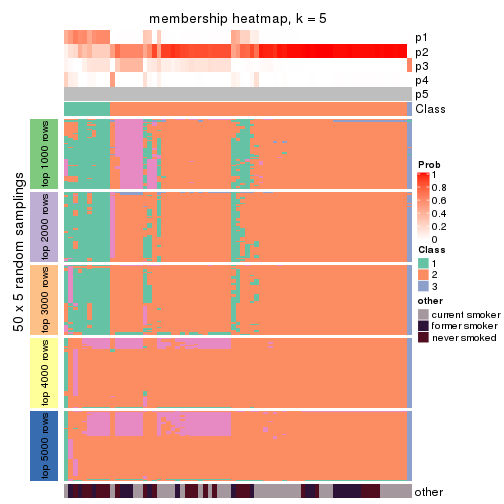 membership heatmap, k = 5
p1
p2
p3
p4
p5
Class
50 x 5 random samplings
top 1000 rows
top 2000 rows
top 3000 rows
top 4000 rows
top 5000 rows
other
Prob
1
0.8
0.6
0.4
0.2
0
Class
1
2
3
other
current smoker
former smoker
never smoked